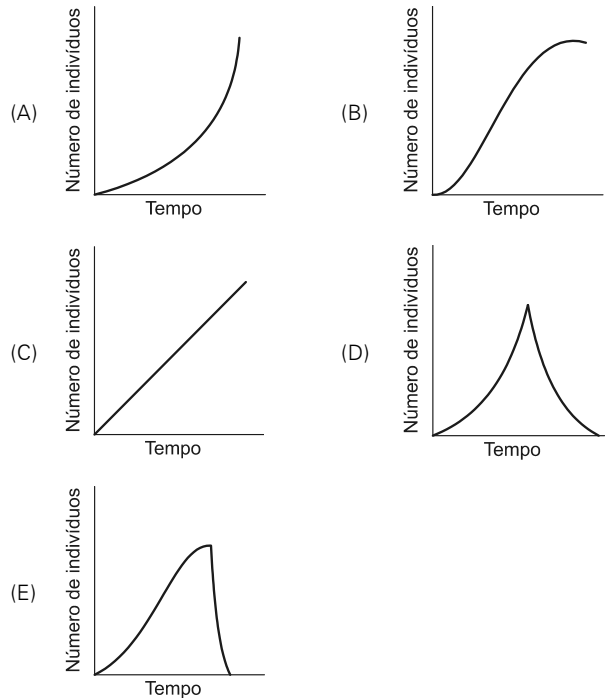 (A)
Número de indivíduos
Tempo
(B)
Número de indivíduos
Tempo
(C)
Número de indivíduos
Tempo
(D)
Número de indivíduos
Tempo
(E)
Número de indivíduos
Tempo